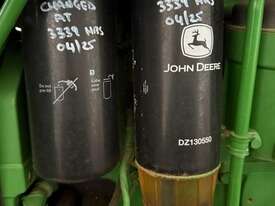 CHANGED
AT
3339 HRS
04/25
3339 HRS
04/25
JOHN DEERE
DZ130550